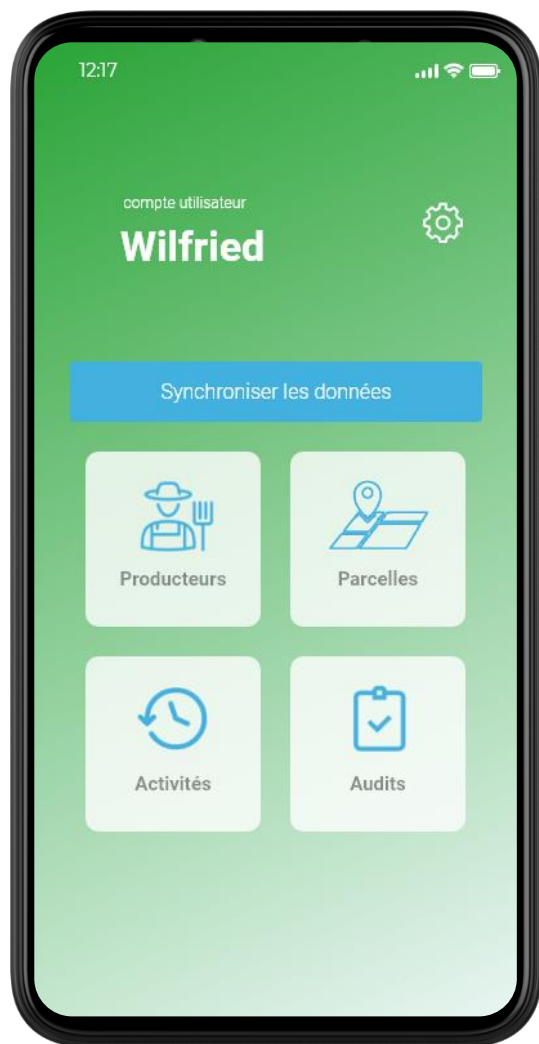 12:17
compte utilisateur
Wilfried
Synchroniser les données
Producteurs
Parcelles
Activités
Audits